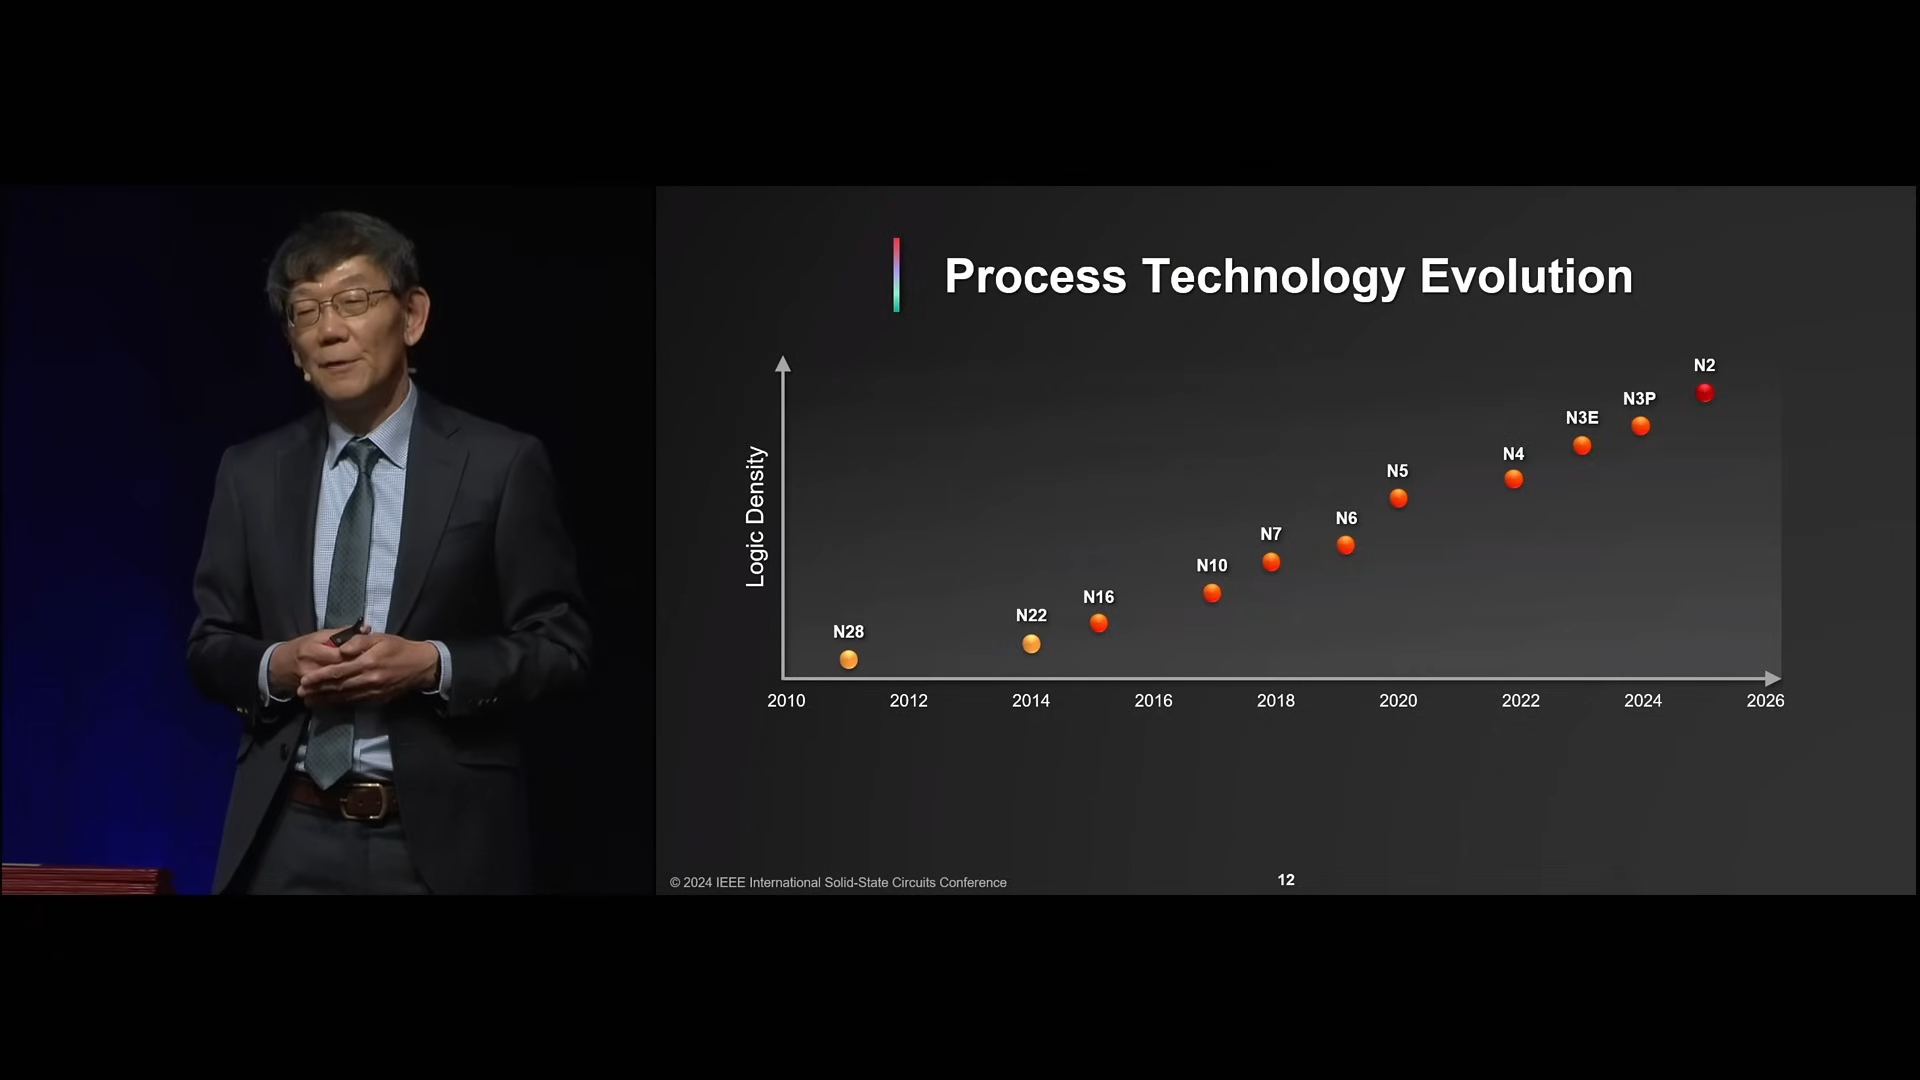 Process Technology Evolution
N2
N3P
N3E
N4
N5
N6
N7
N10
N16
N22
N28
Logic Density
2010 2012 2014 2016 2018 2020 2022 2024 2026
© 2024 IEEE International Solid-State Circuits Conference
12